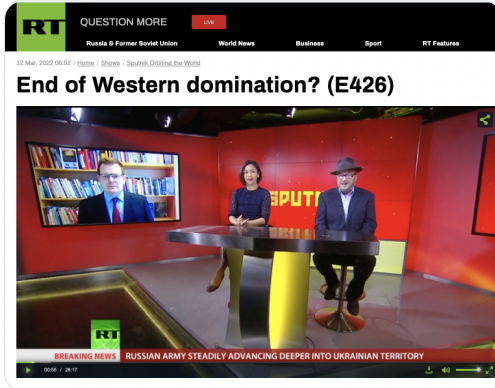 RT QUESTION MORE LIVE
Russia & Former Soviet Union World News Business Sport RT Features
12 Mar, 2022 06:52 / Home / Shows / Sputnik Orbiting the World
End of Western domination? (E426)
SPUT
RT
BREAKING NEWS RUSSIAN ARMY STEADILY ADVANCING DEEPER INTO UKRAINIAN TERRITORY
00:55 / 26:17